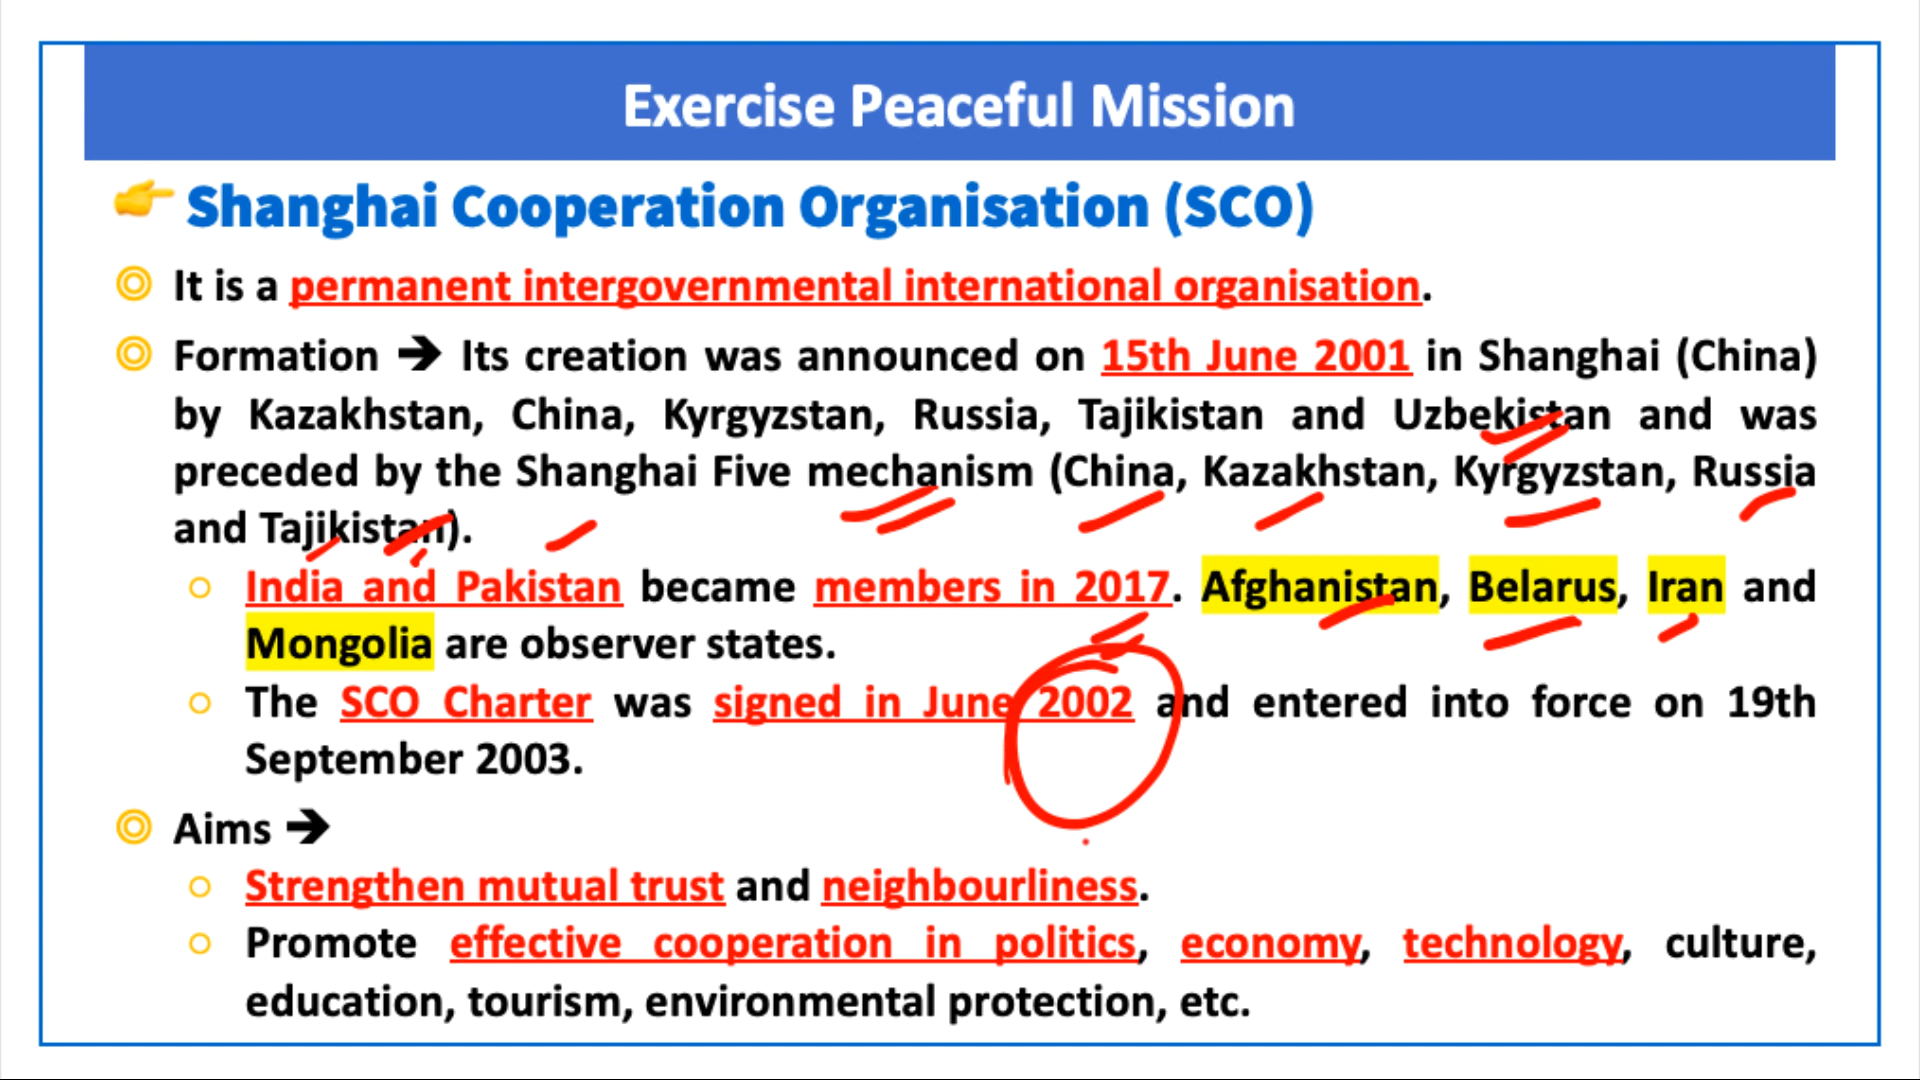 Exercise Peaceful Mission
Shanghai Cooperation Organisation (SCO)
It is a permanent intergovernmental international organisation.
Formation ➔ Its creation was announced on 15th June 2001 in Shanghai (China)
by Kazakhstan, China, Kyrgyzstan, Russia, Tajikistan and Uzbekistan and was
preceded by the Shanghai Five mechanism (China, Kazakhstan, Kyrgyzstan, Russia
and Tajikistan).
India and Pakistan became members in 2017. Afghanistan, Belarus, Iran and
Mongolia are observer states.
The SCO Charter was signed in June 2002 and entered into force on 19th
September 2003.
Aims ➔
Strengthen mutual trust and neighbourliness.
Promote effective cooperation in politics, economy, technology, culture,
education, tourism, environmental protection, etc.